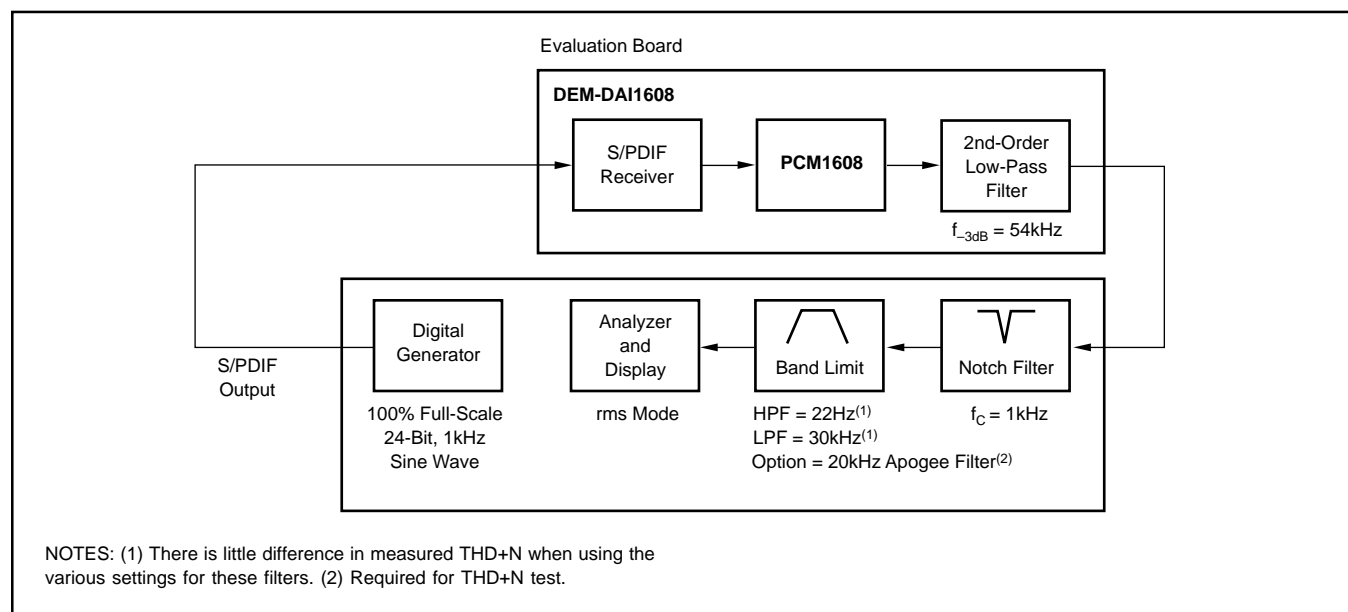 Evaluation Board
DEM-DAI1608
S/PDIF
Receiver
PCM1608
2nd-Order
Low-Pass
Filter
f–3dB = 54kHz
S/PDIF
Output
Digital
Generator
100% Full-Scale
24-Bit, 1kHz
Sine Wave
Analyzer
and
Display
rms Mode
Band Limit
HPF = 22Hz(1)
LPF = 30kHz(1)
Option = 20kHz Apogee Filter(2)
Notch Filter
fC = 1kHz
NOTES: (1) There is little difference in measured THD+N when using the
various settings for these filters. (2) Required for THD+N test.